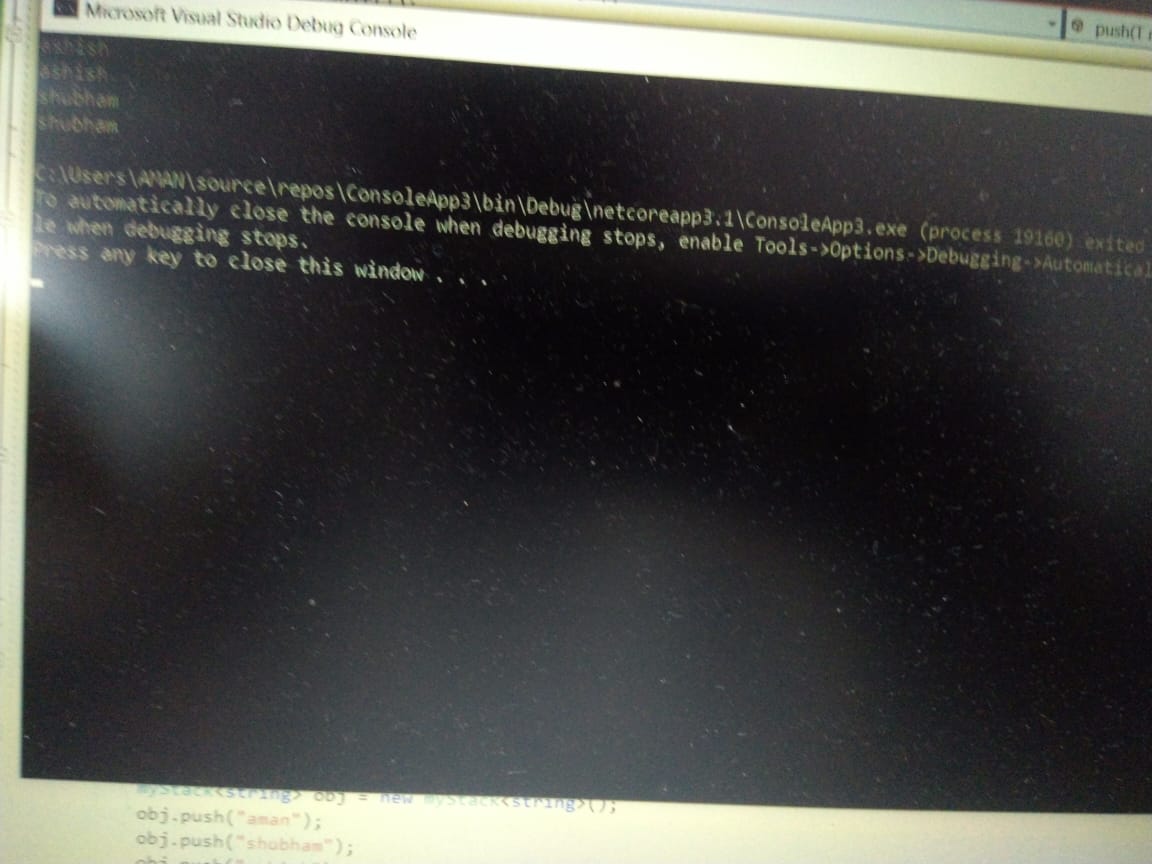 Microsoft Visual Studio Debug Console
push(T
ashish
ashish
shubham
shubham
C:\Users\AMAN\source\repos\ConsoleApp3\bin\Debug\netcoreapp3.1\ConsoleApp3.exe (process 19160) exited
To automatically close the console when debugging stops, enable Tools->Options->Debugging->Automatical
le when debugging stops.
Press any key to close this window . . .
myStack<string> obj = new myStack<string>();
obj.push("aman");
obj.push("shubham");